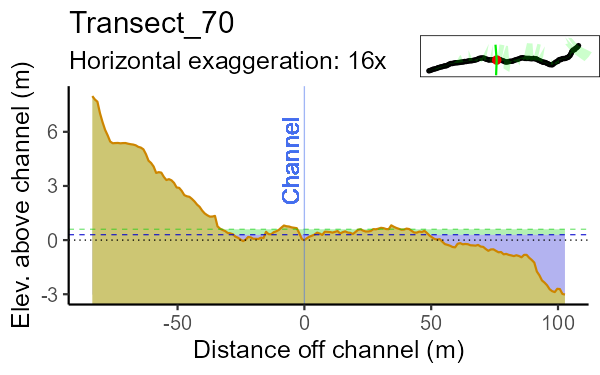 Transect_70
Horizontal exaggeration: 16x
Elev. above channel (m)
6
3
0
-3
Channel
-50
0
50
100
Distance off channel (m)